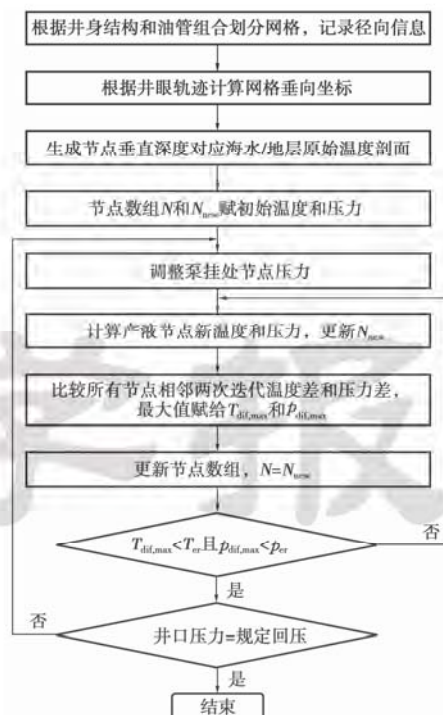 根据井身结构和油管组合划分网格，记录径向信息
根据井眼轨迹计算网格垂向坐标
生成节点垂直深度对应海水/地层原始温度剖面
节点数组N和Nnew赋初始温度和压力
调整泵挂处节点压力
计算产液节点新温度和压力，更新Nnew
比较所有节点相邻两次迭代温度差和压力差，
最大值赋给Tdif,max和pdif,max
更新节点数组，N=Nnew
Tdif,max<Ter且pdif,max<per
否
是
井口压力=规定回压
否
是
结束
学报